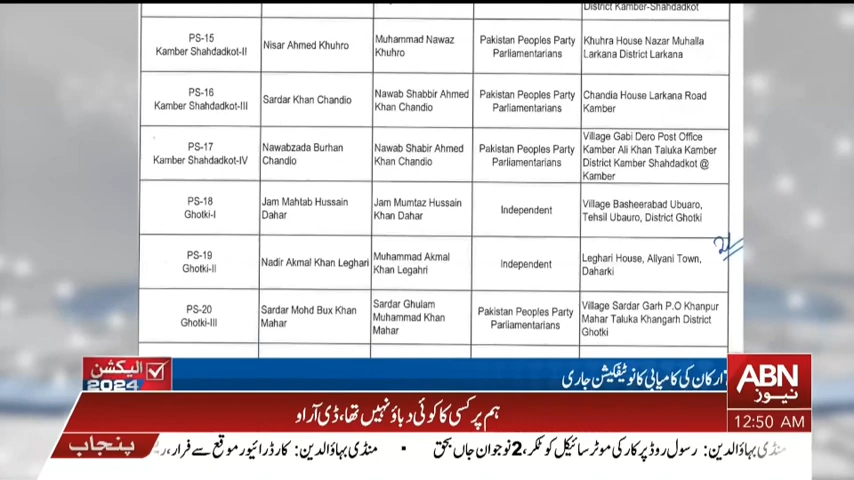 District Kamber-Shahdadkot
PS-15
Kamber Shahdadkot-II
Nisar Ahmed Khuhro
Muhammad Nawaz
Khuhro
Pakistan Peoples Party
Parliamentarians
Khuhra House Nazar Muhalla
Larkana District Larkana
PS-16
Kamber Shahdadkot-III
Sardar Khan Chandio
Nawab Shabbir Ahmed
Khan Chandio
Pakistan Peoples Party
Parliamentarians
Chandia House Larkana Road
Kamber
PS-17
Kamber Shahdadkot-IV
Nawabzada Burhan
Chandio
Nawab Shabir Ahmed
Khan Chandio
Pakistan Peoples Party
Parliamentarians
Village Gabi Dero Post Office
Kamber Ali Khan Taluka Kamber
District Kamber Shahdadkot @
Kamber
PS-18
Ghotki-I
Jam Mahtab Hussain
Dahar
Jam Mumtaz Hussain
Khan Dahar
Independent
Village Basheerabad Ubuaro,
Tehsil Ubauro, District Ghotki
PS-19
Ghotki-II
Nadir Akmal Khan Leghari
Muhammad Akmal
Khan Legahri
Independent
Leghari House, Aliyani Town,
Daharki
PS-20
Ghotki-III
Sardar Mohd Bux Khan
Mahar
Sardar Ghulam
Muhammad Khan
Mahar
Pakistan Peoples Party
Parliamentarians
Village Sardar Garh P.O Khanpur
Mahar Taluka Khangarh District
Ghotki
الیکشن
2024
ارکان کی کامیابی کا نوٹیفکیشن جاری
ABN
نیوز
ہم پر کسی کا کوئی دباؤ نہیں تھا، ڈی آر او
12:50 AM
پنجاب
منڈی بہاؤالدین: رسول روڈ پر کار کی موٹر سائیکل کو ٹکر، 2 نوجوان جاں بحق • منڈی بہاؤالدین: کار ڈرائیور موقع سے فرار،